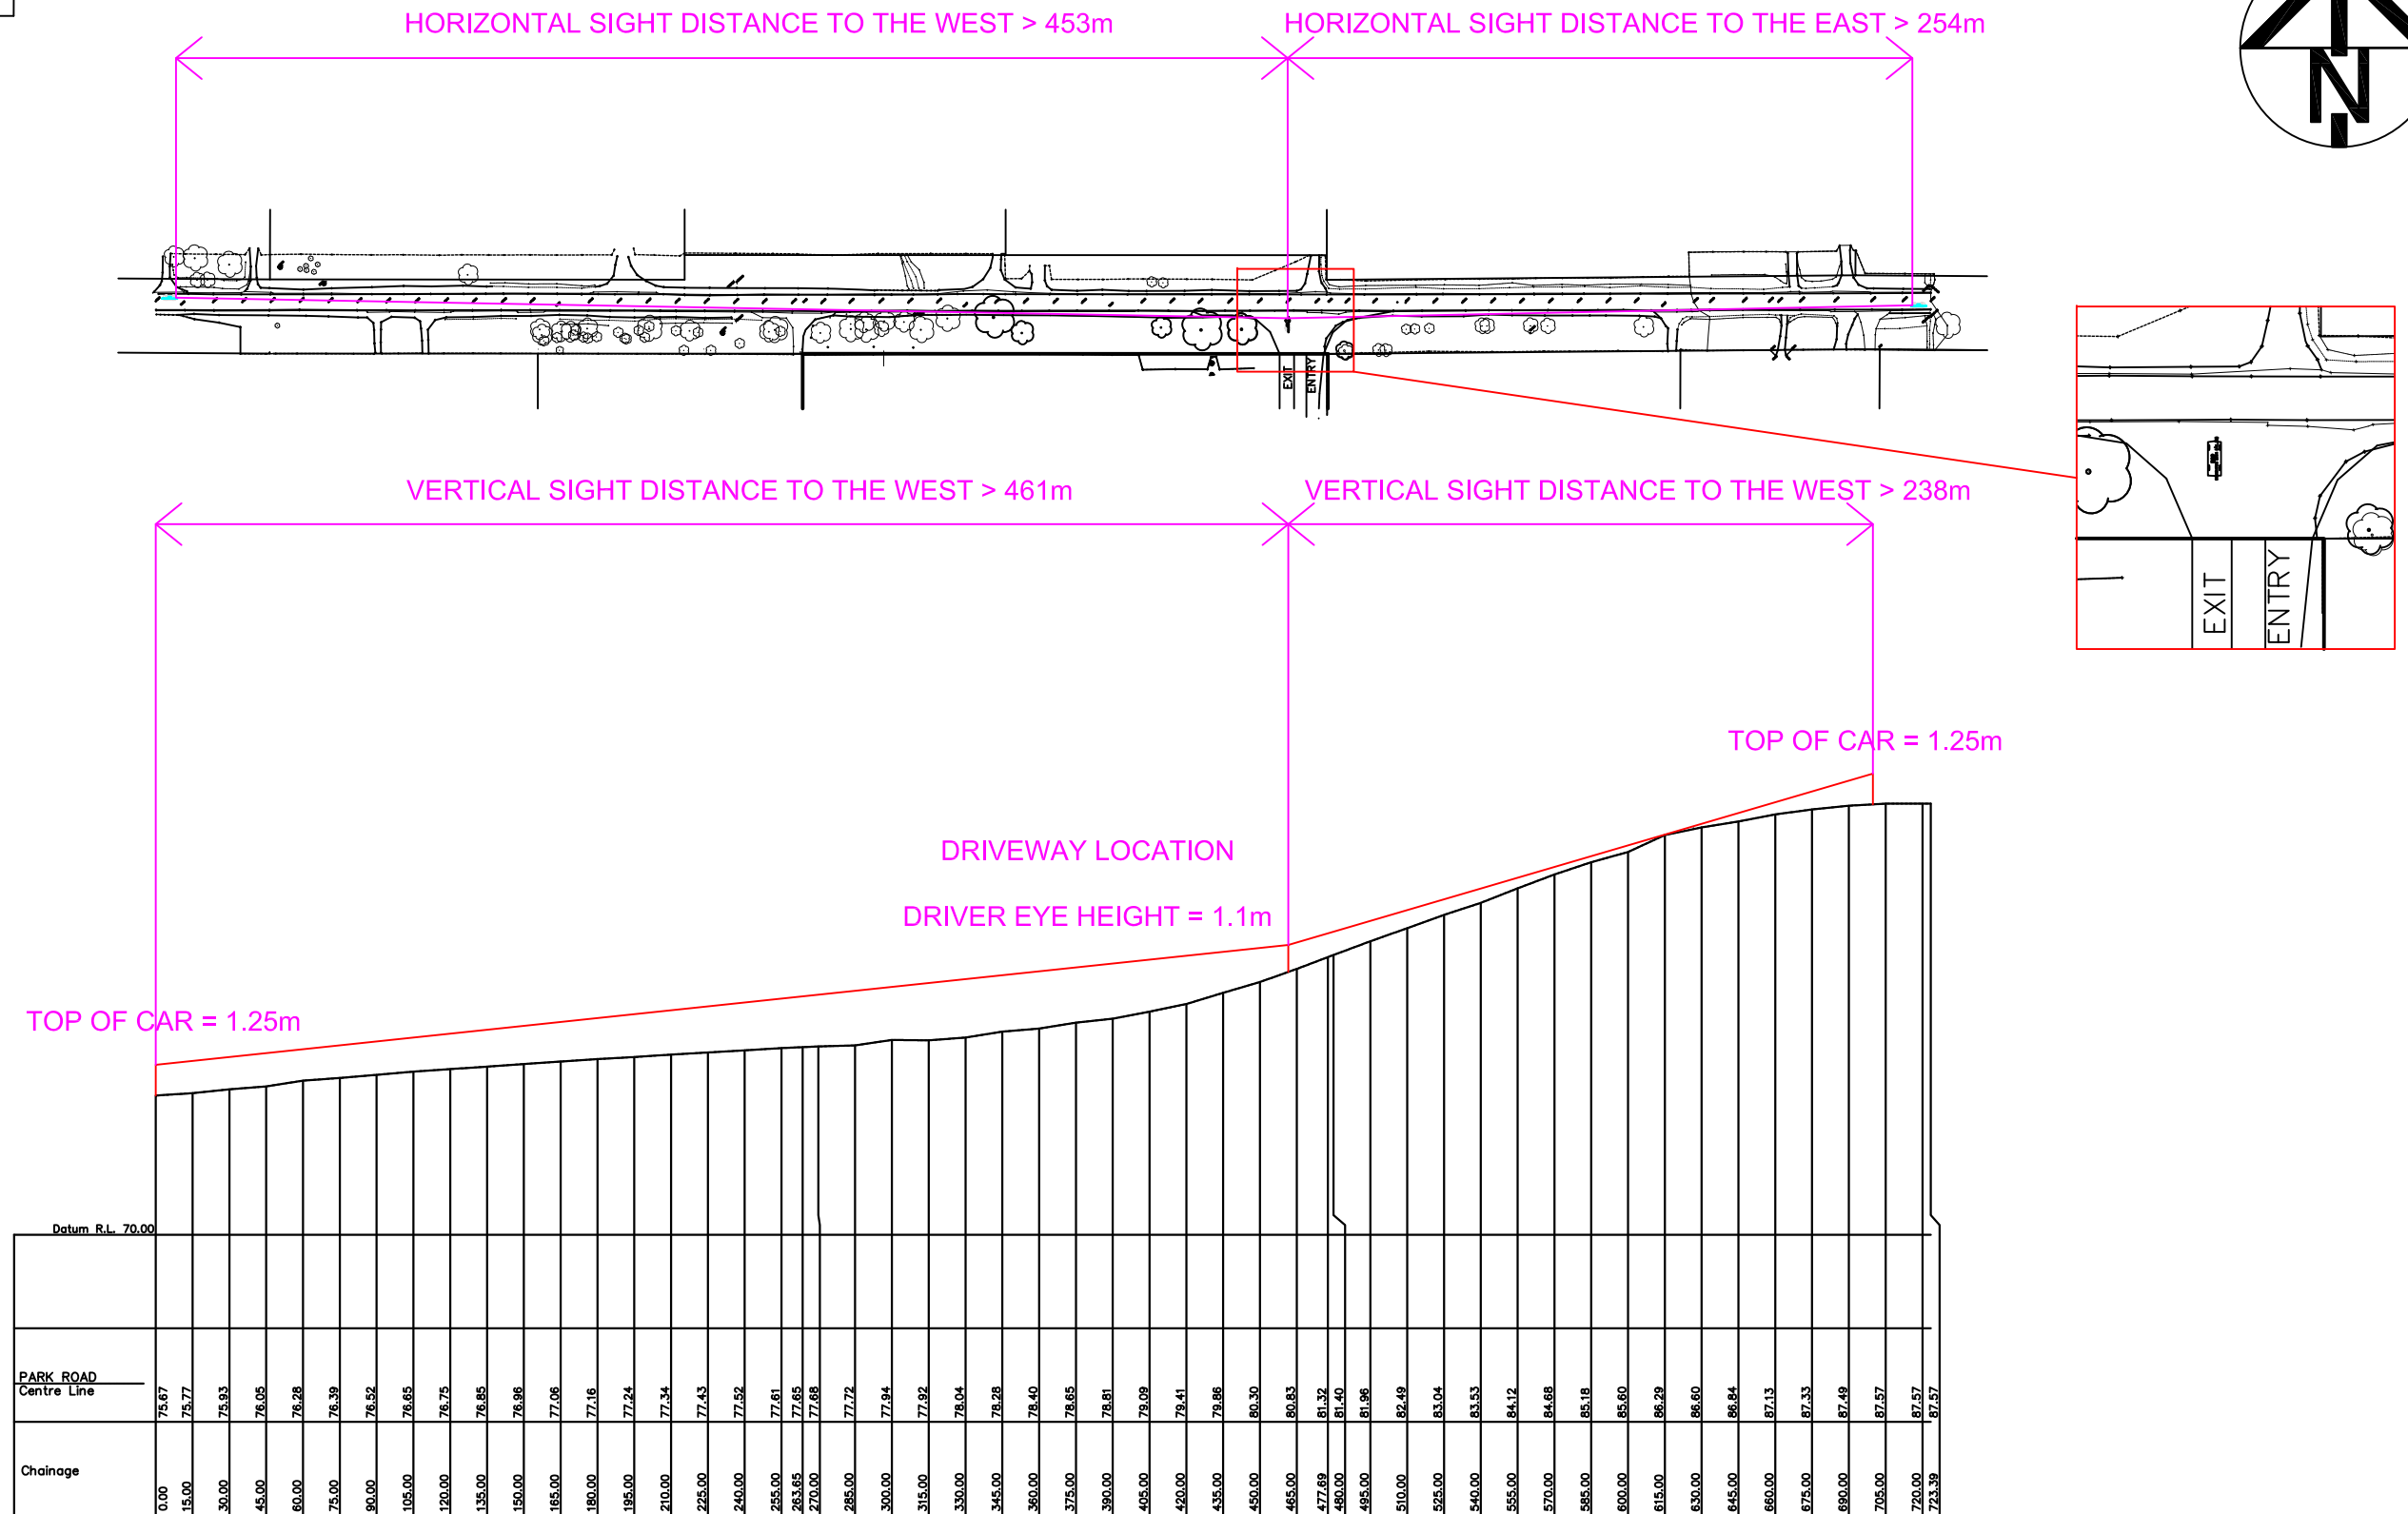 HORIZONTAL SIGHT DISTANCE TO THE WEST > 453m
HORIZONTAL SIGHT DISTANCE TO THE EAST > 254m
N
EXIT
ENTRY
EXIT
ENTRY
VERTICAL SIGHT DISTANCE TO THE WEST > 461m
VERTICAL SIGHT DISTANCE TO THE WEST > 238m
TOP OF CAR = 1.25m
DRIVEWAY LOCATION
DRIVER EYE HEIGHT = 1.1m
TOP OF CAR = 1.25m
Datum R.L. 70.00
PARK ROAD
Centre Line
75.67 75.77 75.93 76.05 76.28 76.39 76.52 76.65 76.75 76.85 76.96 77.06 77.16 77.24 77.34 77.43 77.52 77.61 77.65 77.68 77.72 77.94 77.92 78.04 78.28 78.40 78.65 78.81 79.09 79.41 79.86 80.30 80.83 81.32 81.40 81.96 82.49 83.04 83.53 84.12 84.68 85.18 85.60 86.29 86.60 86.84 87.13 87.33 87.49 87.57 87.57 87.57
Chainage
0.00 15.00 30.00 45.00 60.00 75.00 90.00 105.00 120.00 135.00 150.00 165.00 180.00 195.00 210.00 225.00 240.00 255.00 263.65 270.00 285.00 300.00 315.00 330.00 345.00 360.00 375.00 390.00 405.00 420.00 435.00 450.00 465.00 477.69 480.00 495.00 510.00 525.00 540.00 555.00 570.00 585.00 600.00 615.00 630.00 645.00 660.00 675.00 690.00 705.00 720.00 723.39